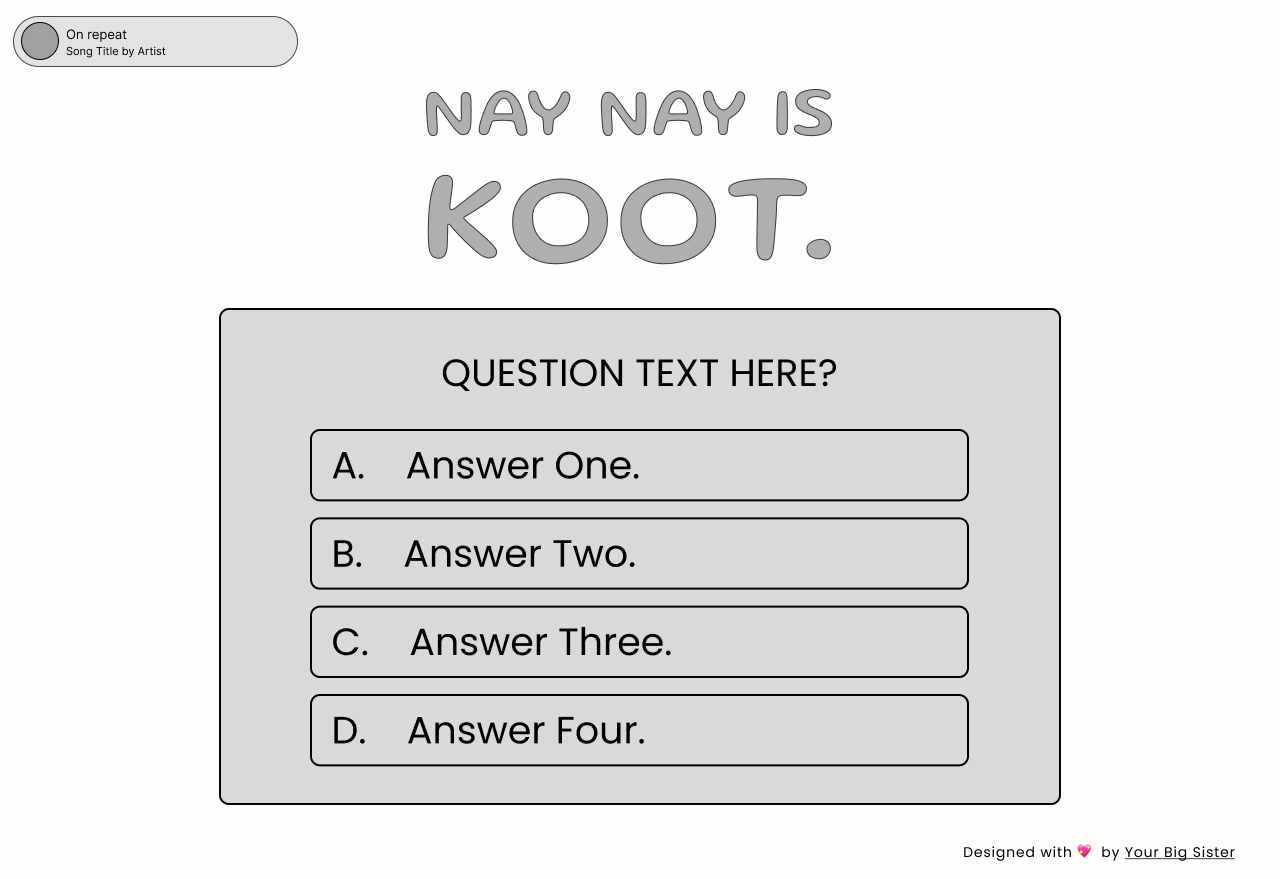 On repeat
Song Title by Artist
NAY NAY IS
KOOT.
QUESTION TEXT HERE?
A. Answer One.
B. Answer Two.
C. Answer Three.
D. Answer Four.
Designed with 💖 by Your Big Sister